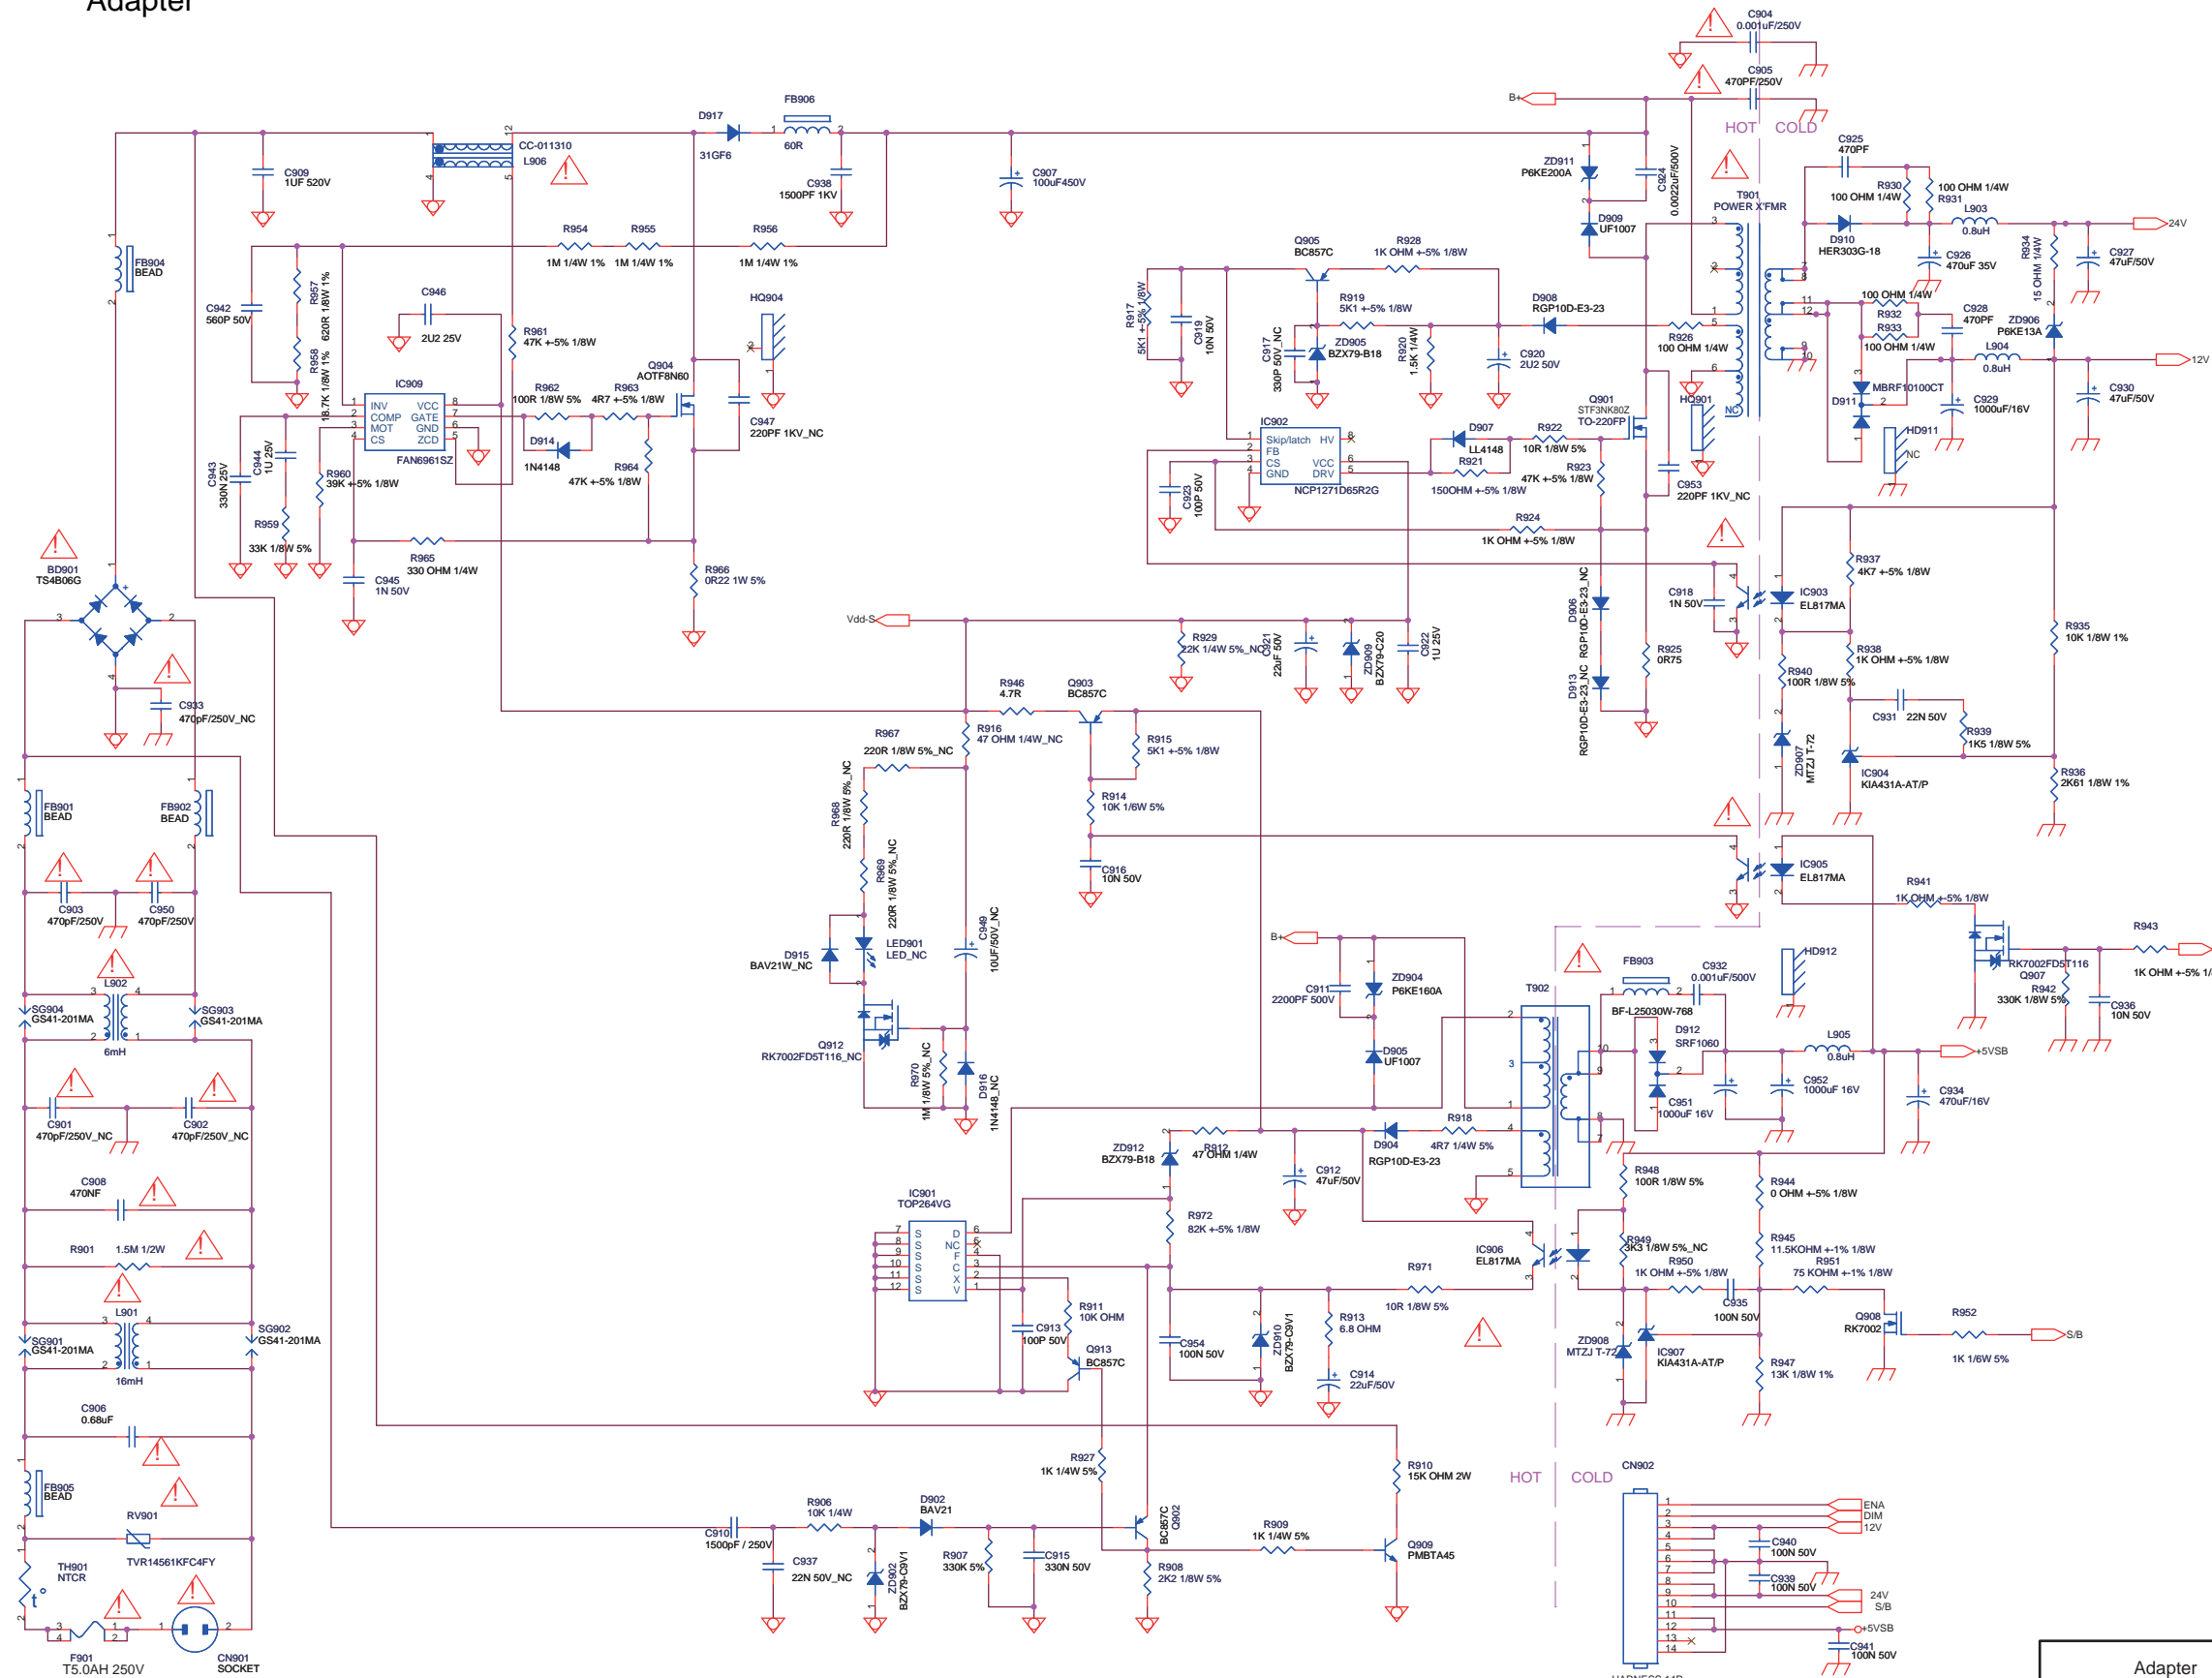 Adapter
C904
0.001uF/250V
C905
470PF/250V
B+
HOT COLD
D917
31GF6
FB906
1 2
60R
C938
1500PF 1KV
CC-011310
L906
1 12
4 5
C909
1UF 520V
C907
100uF450V
ZD911
P6KE200A
C924
0.0022uF/500V
D909
UF1007
T901
POWER X'FMR
C925
470PF
R930
100 OHM 1/4W
100 OHM 1/4W
R931
L903
0.8uH
24V
D910
HER303G-18
C926
470uF 35V
R934
15 OHM 1/4W
C927
47uF/50V
100 OHM 1/4W
R932
R933
100 OHM 1/4W
C928
470PF
ZD906
P6KE13A
L904
0.8uH
12V
MBRF10100CT
D911
C929
1000uF/16V
C930
47uF/50V
HD911
NC
FB904
BEAD
R954
1M 1/4W 1%
R955
1M 1/4W 1%
R956
1M 1/4W 1%
C942
560P 50V
R957
620R 1/8W 1%
R958
18.7K 1/8W 1%
C946
2U2 25V
R961
47K +-5% 1/8W
HQ904
Q904
AOTF8N60
C947
220PF 1KV_NC
IC909
INV
COMP
MOT
CS
VCC
GATE
GND
ZCD
FAN6961SZ
R962
100R 1/8W 5%
R963
4R7 +-5% 1/8W
D914
1N4148
R964
47K +-5% 1/8W
C943
330N 25V
C944
1U 25V
R959
33K 1/8W 5%
R960
39K +-5% 1/8W
R965
330 OHM 1/4W
C945
1N 50V
R966
0R22 1W 5%
R917
5K1 +-5% 1/8W
C919
10N 50V
Q905
BC857C
R928
1K OHM +-5% 1/8W
R919
5K1 +-5% 1/8W
C917
330P 50V_NC
ZD905
BZX79-B18
R920
1.5K 1/4W
C920
2U2 50V
D908
RGP10D-E3-23
R926
100 OHM 1/4W
HQ901
NC
Q901
STF3NK80Z
TO-220FP
IC902
Skip/latch
FB
CS
GND
HV
VCC
DRV
NCP1271D65R2G
D907
LL4148
R921
150OHM +-5% 1/8W
R922
10R 1/8W 5%
R923
47K +-5% 1/8W
C923
100P 50V
R924
1K OHM +-5% 1/8W
C953
220PF 1KV_NC
Vdd-S
R929
22K 1/4W 5%_NC
C921
22uF 50V
ZD909
BZX79-C20
C922
1U 25V
D906
RGP10D-E3-23_NC
D913
RGP10D-E3-23_NC
R925
0R75
C918
1N 50V
IC903
EL817MA
R937
4K7 +-5% 1/8W
R938
1K OHM +-5% 1/8W
R940
100R 1/8W 5%
R935
10K 1/8W 1%
C931 22N 50V
R939
1K5 1/8W 5%
ZD907
MTZJ T-72
IC904
KIA431A-AT/P
R936
2K61 1/8W 1%
BD901
TS4B06G
C933
470pF/250V_NC
FB901
BEAD
FB902
BEAD
C903
470pF/250V
C950
470pF/250V
L902
6mH
SG904
GS41-201MA
SG903
GS41-201MA
C901
470pF/250V_NC
C902
470pF/250V_NC
C908
470NF
R901 1.5M 1/2W
L901
16mH
SG901
GS41-201MA
SG902
GS41-201MA
C906
0.68uF
FB905
BEAD
RV901
TVR14561KFC4FY
TH901
NTCR
t°
F901
T5.0AH 250V
CN901
SOCKET
R946
4.7R
Q903
BC857C
R916
47 OHM 1/4W_NC
R967
220R 1/8W 5%_NC
R968
220R 1/8W 5%_NC
R969
220R 1/8W 5%_NC
R915
5K1 +-5% 1/8W
R914
10K 1/6W 5%
C916
10N 50V
D915
BAV21W_NC
LED901
LED_NC
C949
10UF/50V_NC
Q912
RK7002FD5T116_NC
R970
1M 1/8W 5%_NC
D916
1N4148_NC
IC905
EL817MA
R941
1K OHM +-5% 1/8W
RK7002FD5T116
Q907
R942
330K 1/8W 5%
R943
1K OHM +-5% 1/
C936
10N 50V
B+
C911
2200PF 500V
ZD904
P6KE160A
D905
UF1007
T902
FB903
BF-L25030W-768
C932
0.001uF/500V
HD912
D912
SRF1060
L905
0.8uH
C951
1000uF 16V
C952
1000uF 16V
C934
470uF/16V
+5VSB
ZD912
BZX79-B18
R912
47 OHM 1/4W
C912
47uF/50V
D904
RGP10D-E3-23
R918
4R7 1/4W 5%
IC901
TOP264VG
S
S
S
S
S
S
D
NC
F
C
X
V
R972
82K +-5% 1/8W
R911
10K OHM
C913
100P 50V
Q913
BC857C
C954
100N 50V
ZD910
BZX79-C9V1
R913
6.8 OHM
C914
22uF/50V
R971
10R 1/8W 5%
IC906
EL817MA
R948
100R 1/8W 5%
R949
3K3 1/8W 5%_NC
R944
0 OHM +-5% 1/8W
R945
11.5KOHM +-1% 1/8W
R950
1K OHM +-5% 1/8W
C935
100N 50V
R951
75 KOHM +-1% 1/8W
Q908
RK7002
R952
1K 1/6W 5%
S/B
ZD908
MTZJ T-72
IC907
KIA431A-AT/P
R947
13K 1/8W 1%
R927
1K 1/4W 5%
R910
15K OHM 2W
C910
1500pF / 250V
R906
10K 1/4W
D902
BAV21
C937
22N 50V_NC
ZD902
BZX79-C9V1
R907
330K 5%
C915
330N 50V
BC857C
Q902
R908
2K2 1/8W 5%
R909
1K 1/4W 5%
Q909
PMBTA45
HOT COLD
CN902
1
2
3
4
5
6
7
8
9
10
11
12
13
14
ENA
DIM
12V
C940
100N 50V
C939
100N 50V
24V
S/B
+5VSB
C941
100N 50V
Adapter